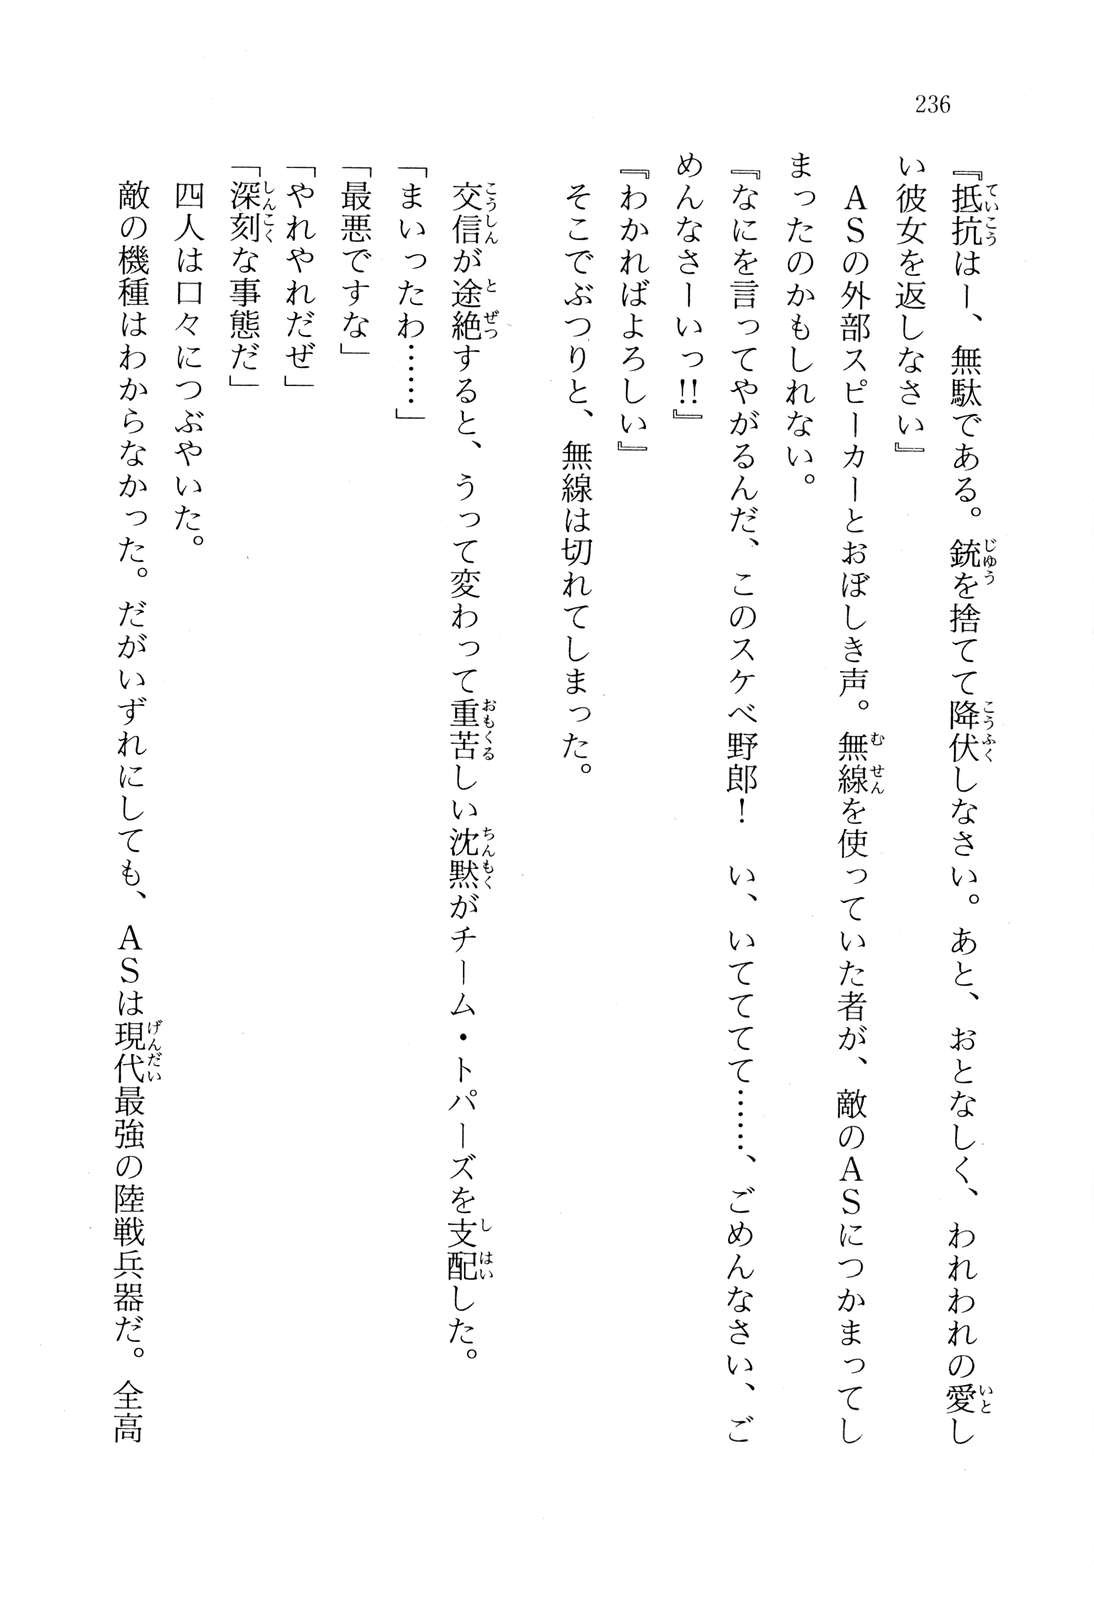 236
『抵抗はー、無駄である。銃を捨てて降伏しなさい。あと、おとなしく、われわれの愛し
い彼女を返しなさい』
ASの外部スピーカーとおぼしき声。無線を使っていた者が、敵のASにつかまってし
まったのかもしれない。
『なにを言ってやがるんだ、このスケベ野郎！　い、いててててて……、ごめんなさい、ご
めんなさーいっ!!』
『わかればよろしい』
そこでぶつりと、無線は切れてしまった。
交信が途絶すると、うって変わって重苦しい沈黙がチーム・トパーズを支配した。
「まいったわ……」
「最悪ですな」
「やれやれだぜ」
「深刻な事態だ」
四人は口々につぶやいた。
敵の機種はわからなかった。だがいずれにしても、ASは現代最強の陸戦兵器だ。全高